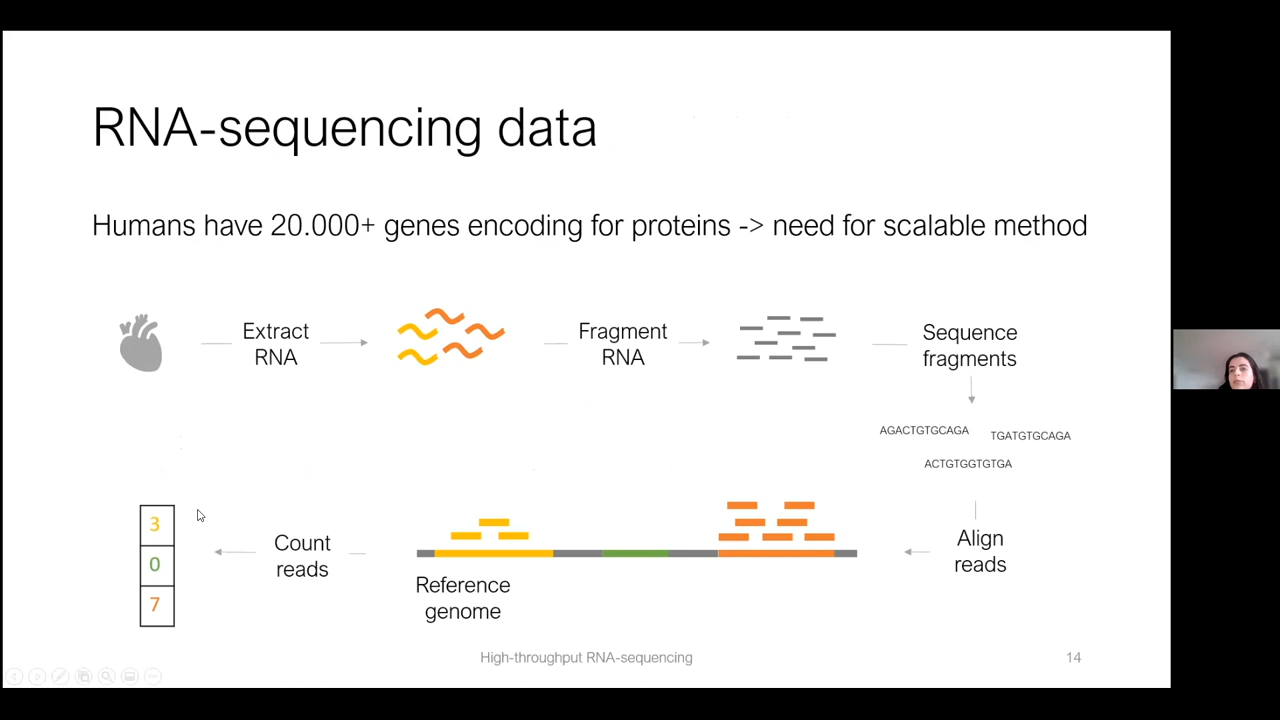 RNA-sequencing data
Humans have 20.000+ genes encoding for proteins -> need for scalable method
Extract
RNA
Fragment
RNA
Sequence
fragments
AGACTGTGCAGA
TGATGTGCAGA
ACTGTGGTGTGA
Align
reads
Reference
genome
Count
reads
3
0
7
High-throughput RNA-sequencing
14